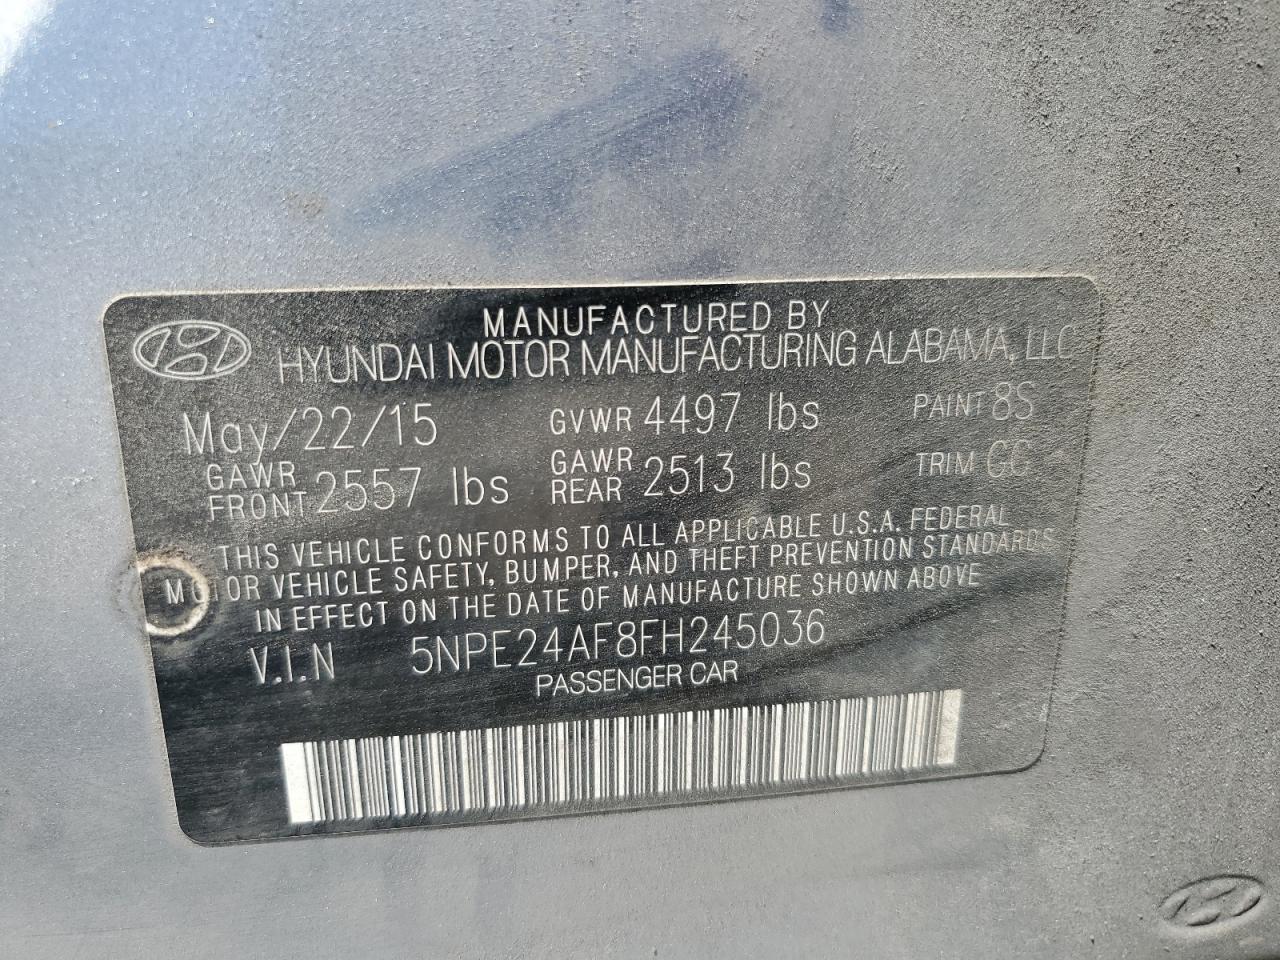 MANUFACTURED BY
HYUNDAI MOTOR MANUFACTURING ALABAMA, LLC
May/22/15 GVWR 4497 lbs PAINT 8S
GAWR FRONT 2557 lbs GAWR REAR 2513 lbs TRIM GC
THIS VEHICLE CONFORMS TO ALL APPLICABLE U.S.A. FEDERAL
MOTOR VEHICLE SAFETY, BUMPER, AND THEFT PREVENTION STANDARDS
IN EFFECT ON THE DATE OF MANUFACTURE SHOWN ABOVE
V.I.N 5NPE24AF8FH245036
PASSENGER CAR